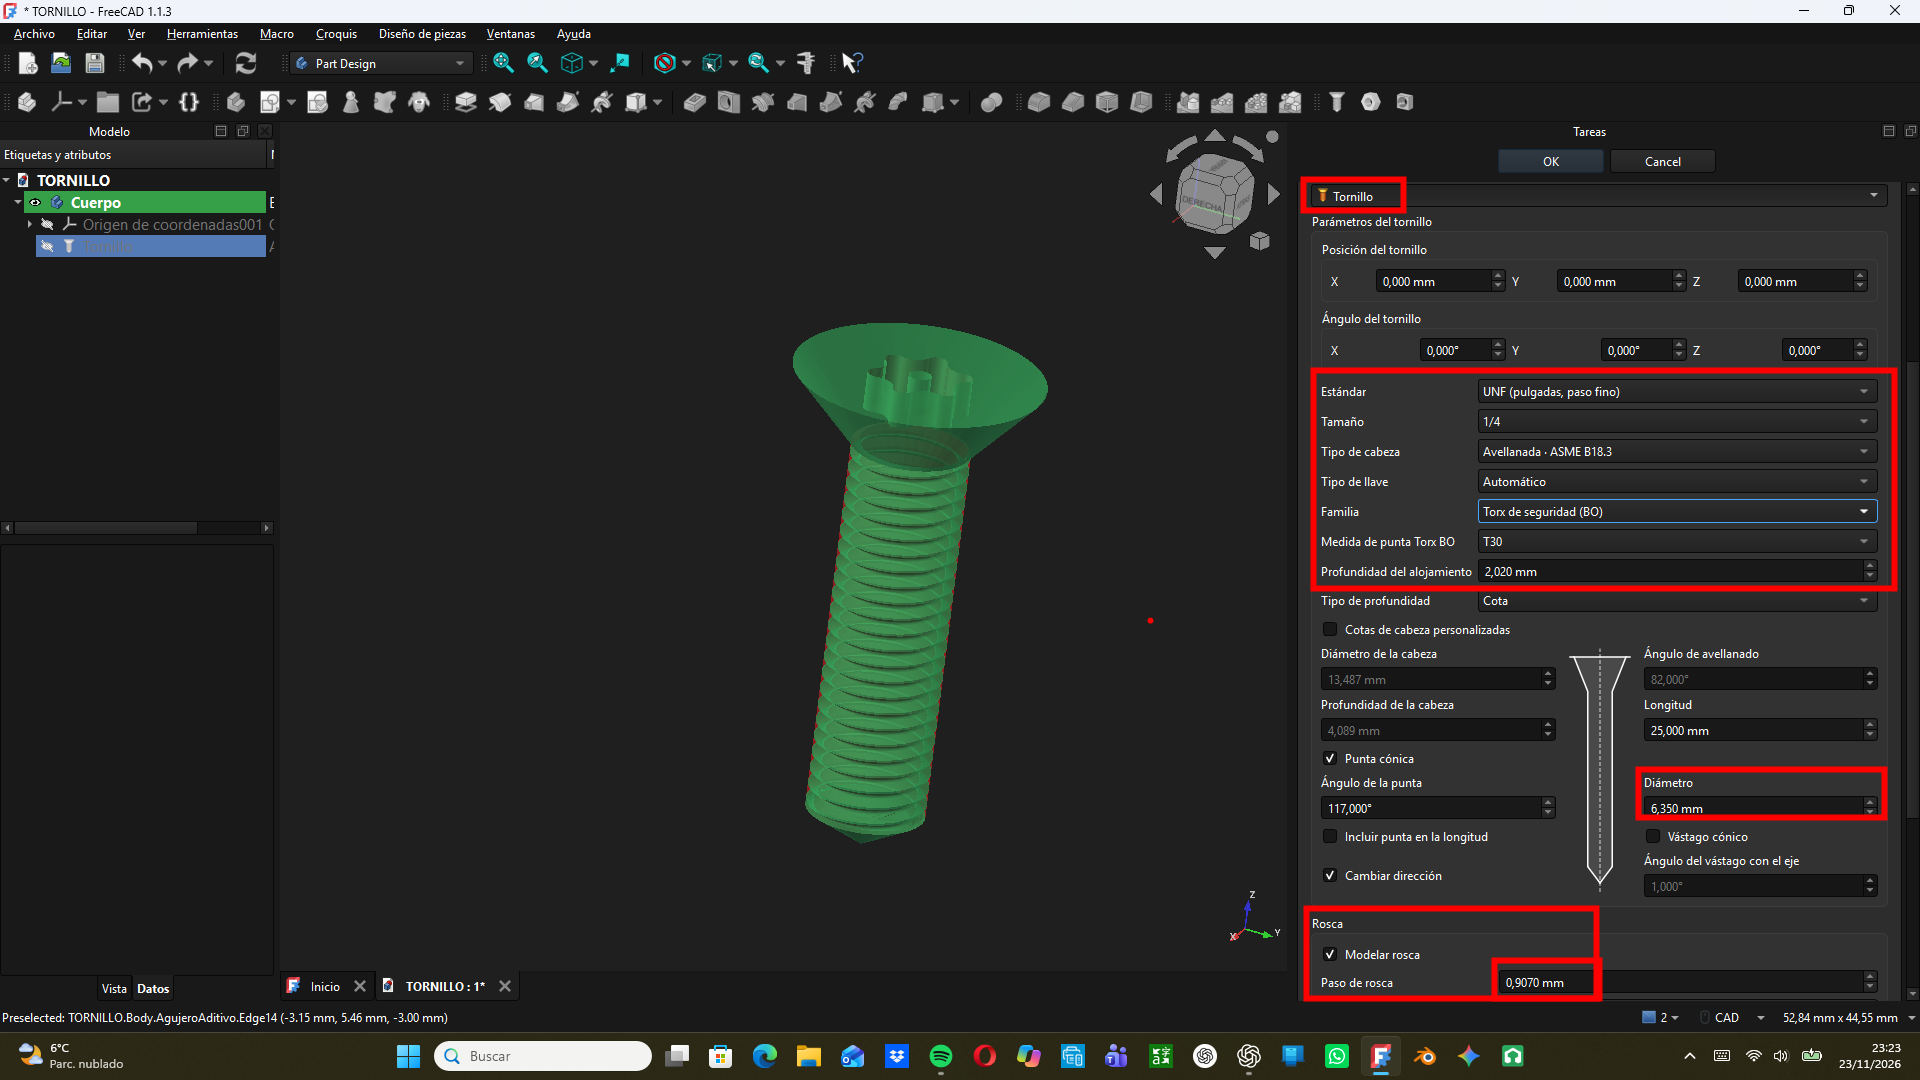 * TORNILLO - FreeCAD 1.1.3
Archivo Editar Ver Herramientas Macro Croquis Diseño de piezas Ventanas Ayuda
Part Design
Modelo
Etiquetas y atributos
TORNILLO
Cuerpo
Origen de coordenadas001
Vista Datos
DERECHA
Z
Y
X
Inicio
TORNILLO : 1*
Tareas
OK Cancel
Tornillo
Parámetros del tornillo
Posición del tornillo
X 0,000 mm Y 0,000 mm Z 0,000 mm
Ángulo del tornillo
X 0,000° Y 0,000° Z 0,000°
Estándar UNF (pulgadas, paso fino)
Tamaño 1/4
Tipo de cabeza Avellanada · ASME B18.3
Tipo de llave Automático
Familia Torx de seguridad (BO)
Medida de punta Torx BO T30
Profundidad del alojamiento 2,020 mm
Tipo de profundidad Cota
Cotas de cabeza personalizadas
Diámetro de la cabeza Ángulo de avellanado
13,487 mm 82,000°
Profundidad de la cabeza Longitud
4,089 mm 25,000 mm
Punta cónica
Ángulo de la punta Diámetro
117,000° 6,350 mm
Incluir punta en la longitud Vástago cónico
Ángulo del vástago con el eje
Cambiar dirección 1,000°
Rosca
Modelar rosca
Paso de rosca 0,9070 mm
Preselected: TORNILLO.Body.AgujeroAditivo.Edge14 (-3.15 mm, 5.46 mm, -3.00 mm)
2 CAD 52,84 mm x 44,55 mm
6°C
Parc. nublado
Buscar
23:23
23/11/2026